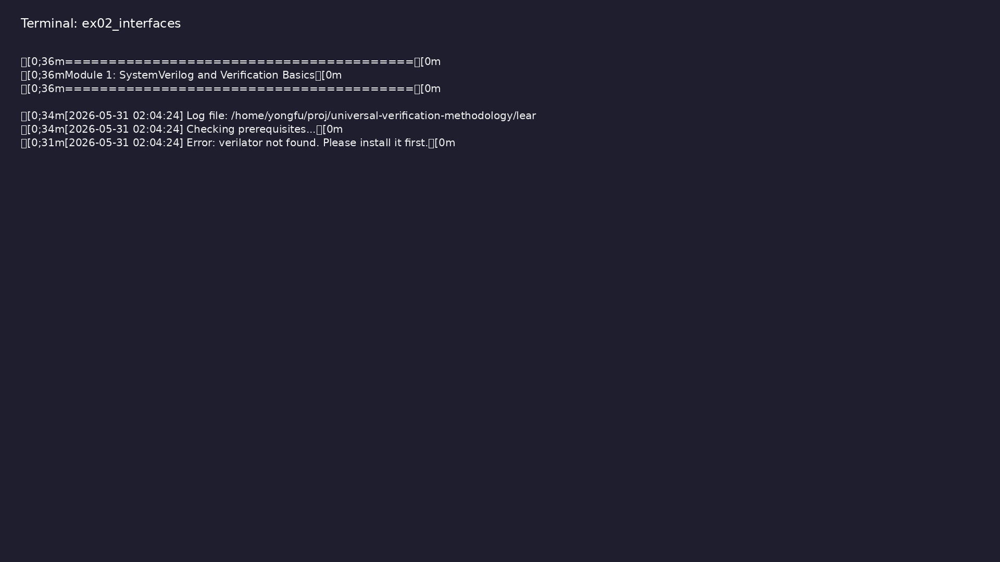 Terminal: ex02_interfaces
▯[0;36m========================================▯[0m
▯[0;36mModule 1: SystemVerilog and Verification Basics▯[0m
▯[0;36m========================================▯[0m
▯[0;34m[2026-05-31 02:04:24] Log file: /home/yongfu/proj/universal-verification-methodology/lear
▯[0;34m[2026-05-31 02:04:24] Checking prerequisites...▯[0m
▯[0;31m[2026-05-31 02:04:24] Error: verilator not found. Please install it first.▯[0m